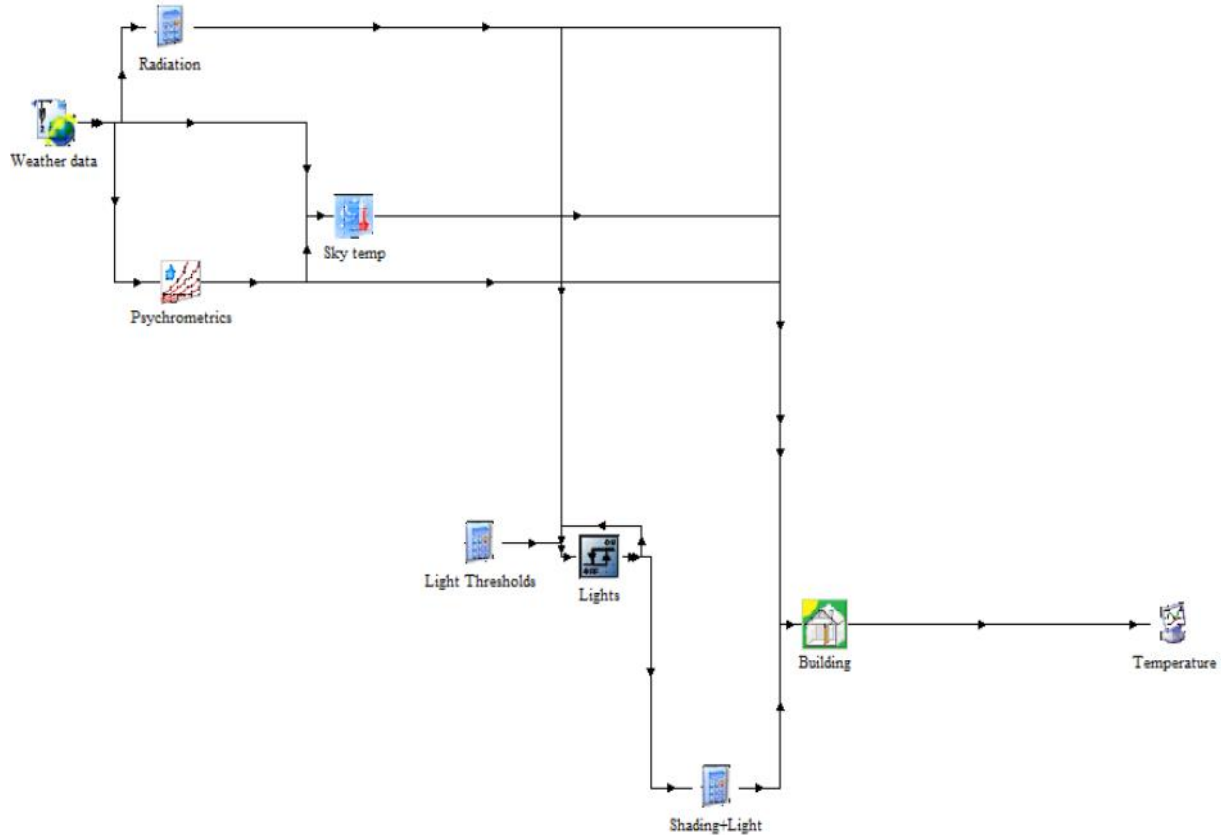 Radiation
Weather data
Sky temp
Psychrometrics
Light Thresholds
Lights
Building
Temperature
Shading+Light